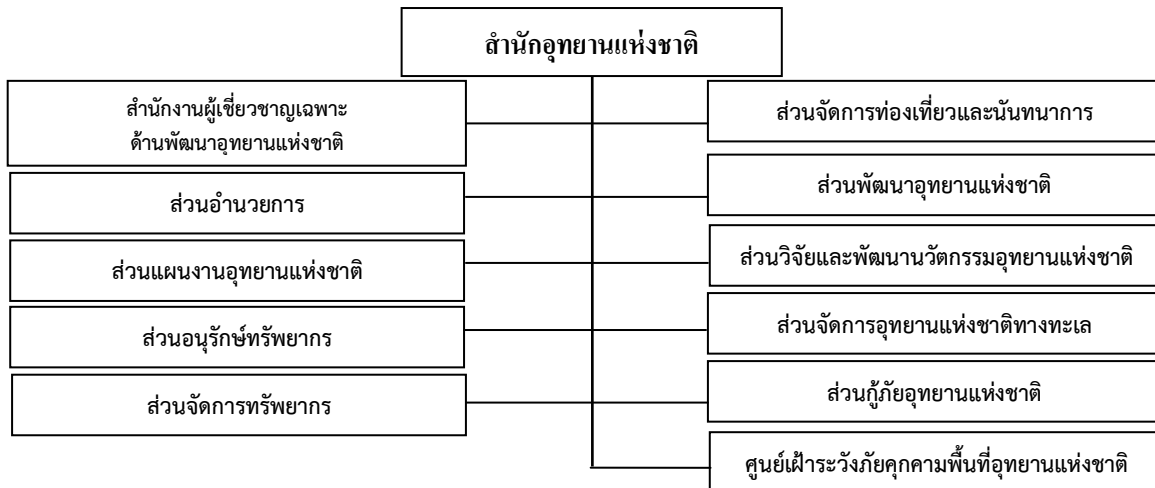 สำนักอุทยานแห่งชาติ
สำนักงานผู้เชี่ยวชาญเฉพาะ
ด้านพัฒนาอุทยานแห่งชาติ
ส่วนอำนวยการ
ส่วนแผนงานอุทยานแห่งชาติ
ส่วนอนุรักษ์ทรัพยากร
ส่วนจัดการทรัพยากร
ส่วนจัดการท่องเที่ยวและนันทนาการ
ส่วนพัฒนาอุทยานแห่งชาติ
ส่วนวิจัยและพัฒนานวัตกรรมอุทยานแห่งชาติ
ส่วนจัดการอุทยานแห่งชาติทางทะเล
ส่วนกู้ภัยอุทยานแห่งชาติ
ศูนย์เฝ้าระวังภัยคุกคามพื้นที่อุทยานแห่งชาติ